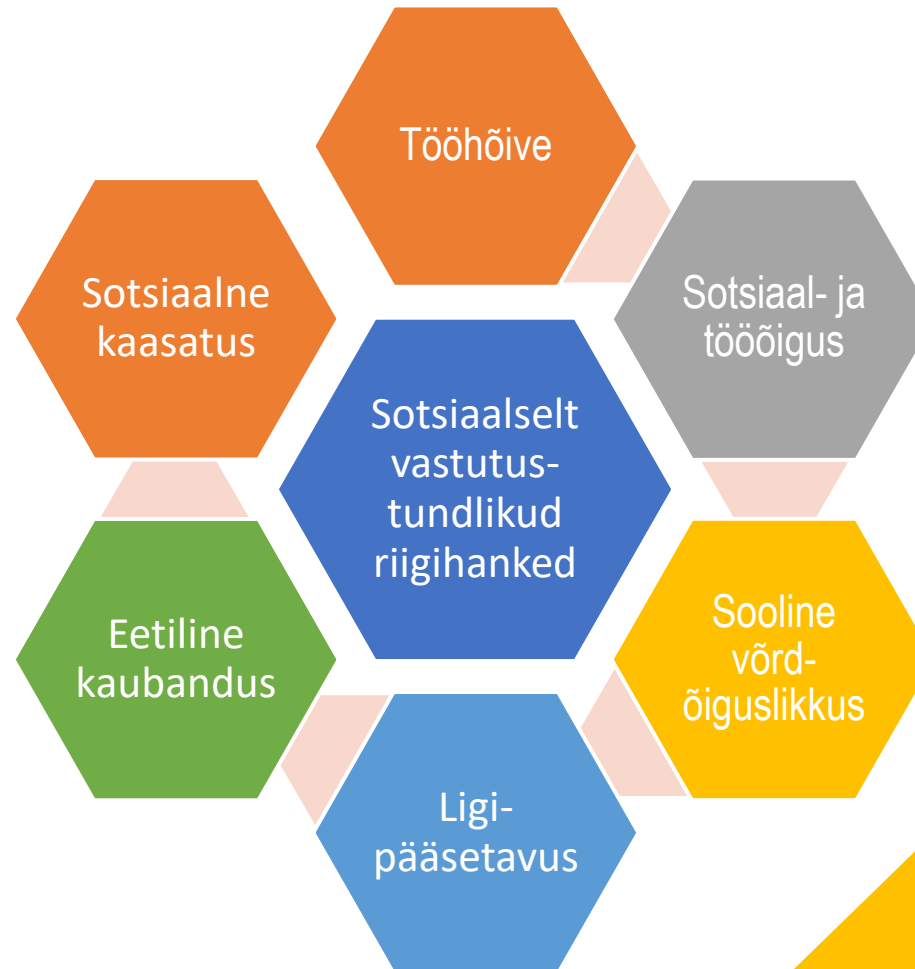 Tööhõive
Sotsiaalne
kaasatus
Sotsiaal- ja
tööõigus
Sotsiaalselt
vastutus-
tundlikud
riigihanked
Eetiline
kaubandus
Sooline
võrd-
õiguslikkus
Ligi-
pääsetavus